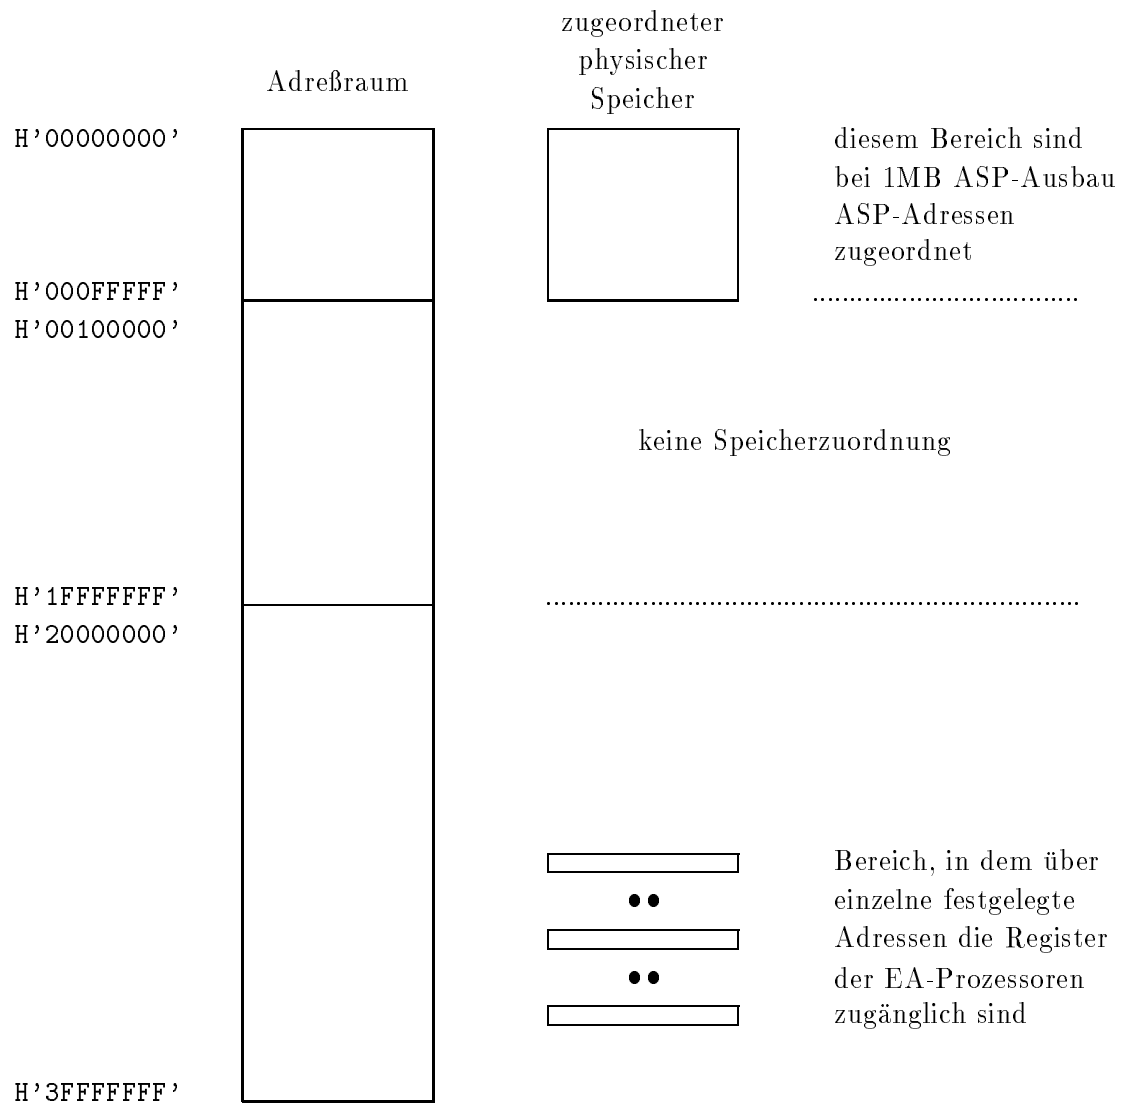 zugeordneter
physischer
Speicher
Adreßraum
H'00000000'
diesem Bereich sind
bei 1MB ASP-Ausbau
ASP-Adressen
zugeordnet
H'000FFFFF'
H'00100000'
keine Speicherzuordnung
H'1FFFFFFF'
H'20000000'
Bereich, in dem über
einzelne festgelegte
Adressen die Register
der EA-Prozessoren
zugänglich sind
H'3FFFFFFF'